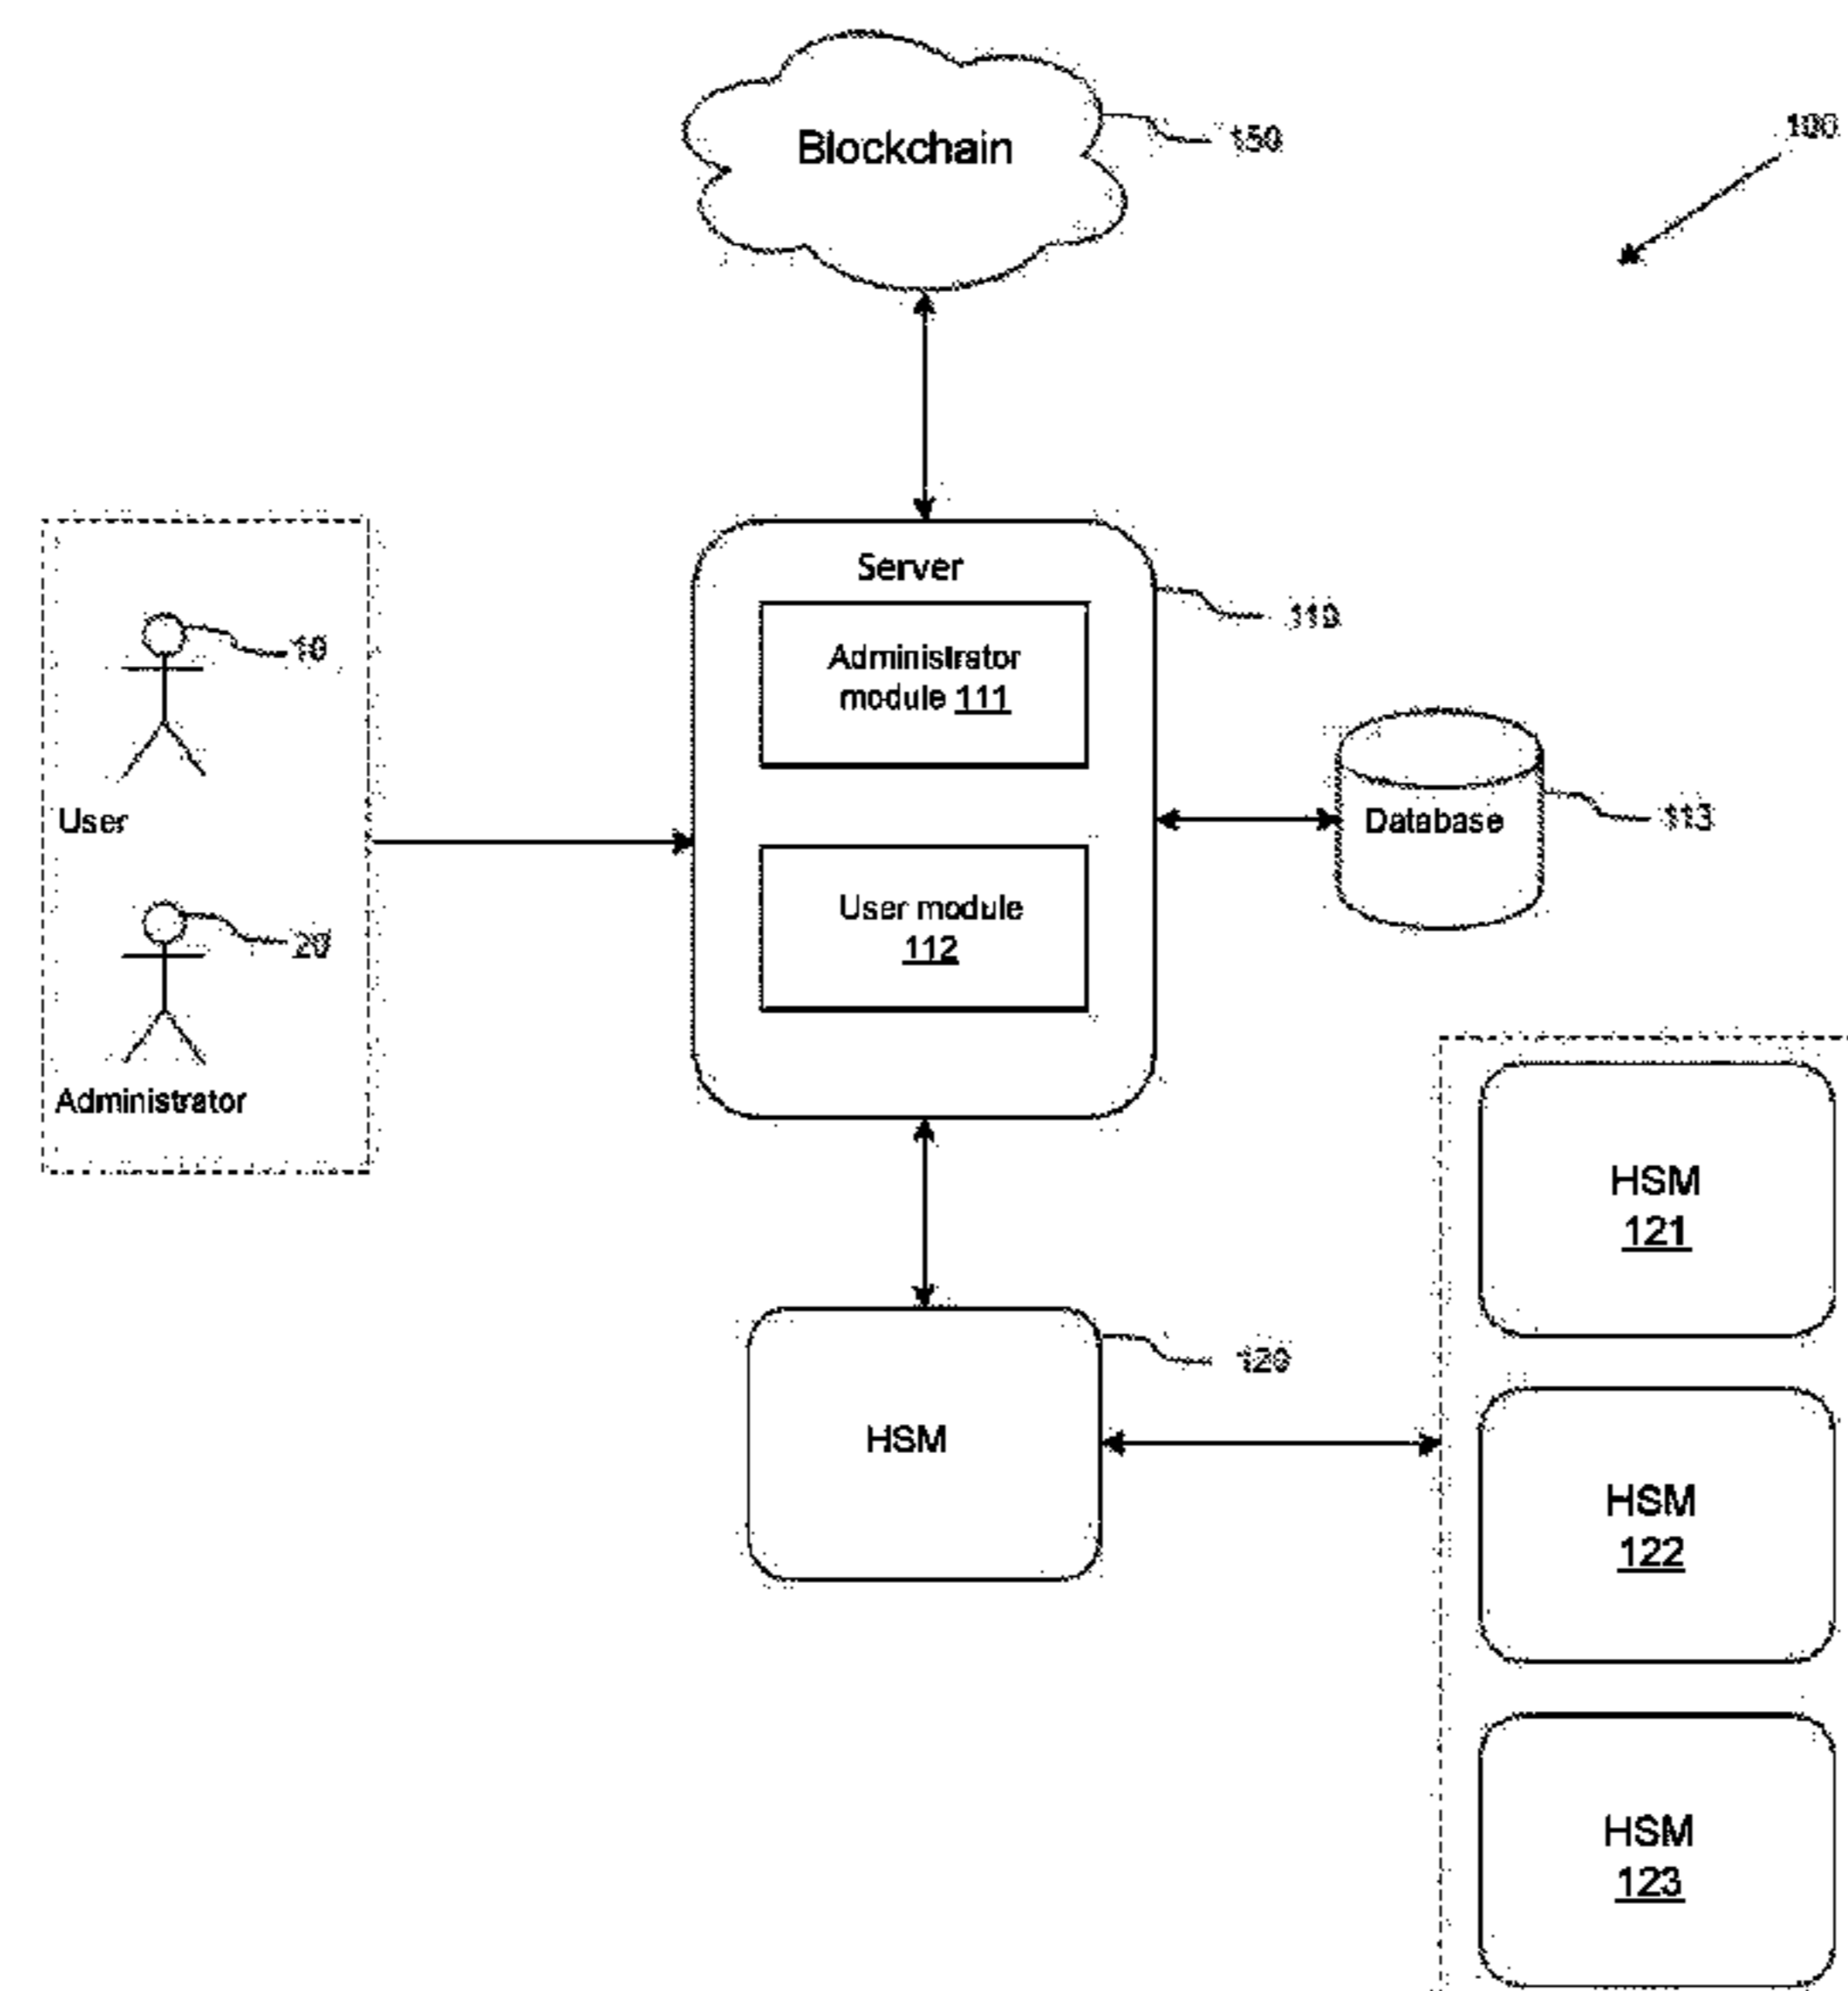 Blockchain
150
100
Server
110
Administrator
module 111
10
User
Database
113
User module
112
20
Administrator
HSM
121
120
HSM
HSM
122
HSM
123